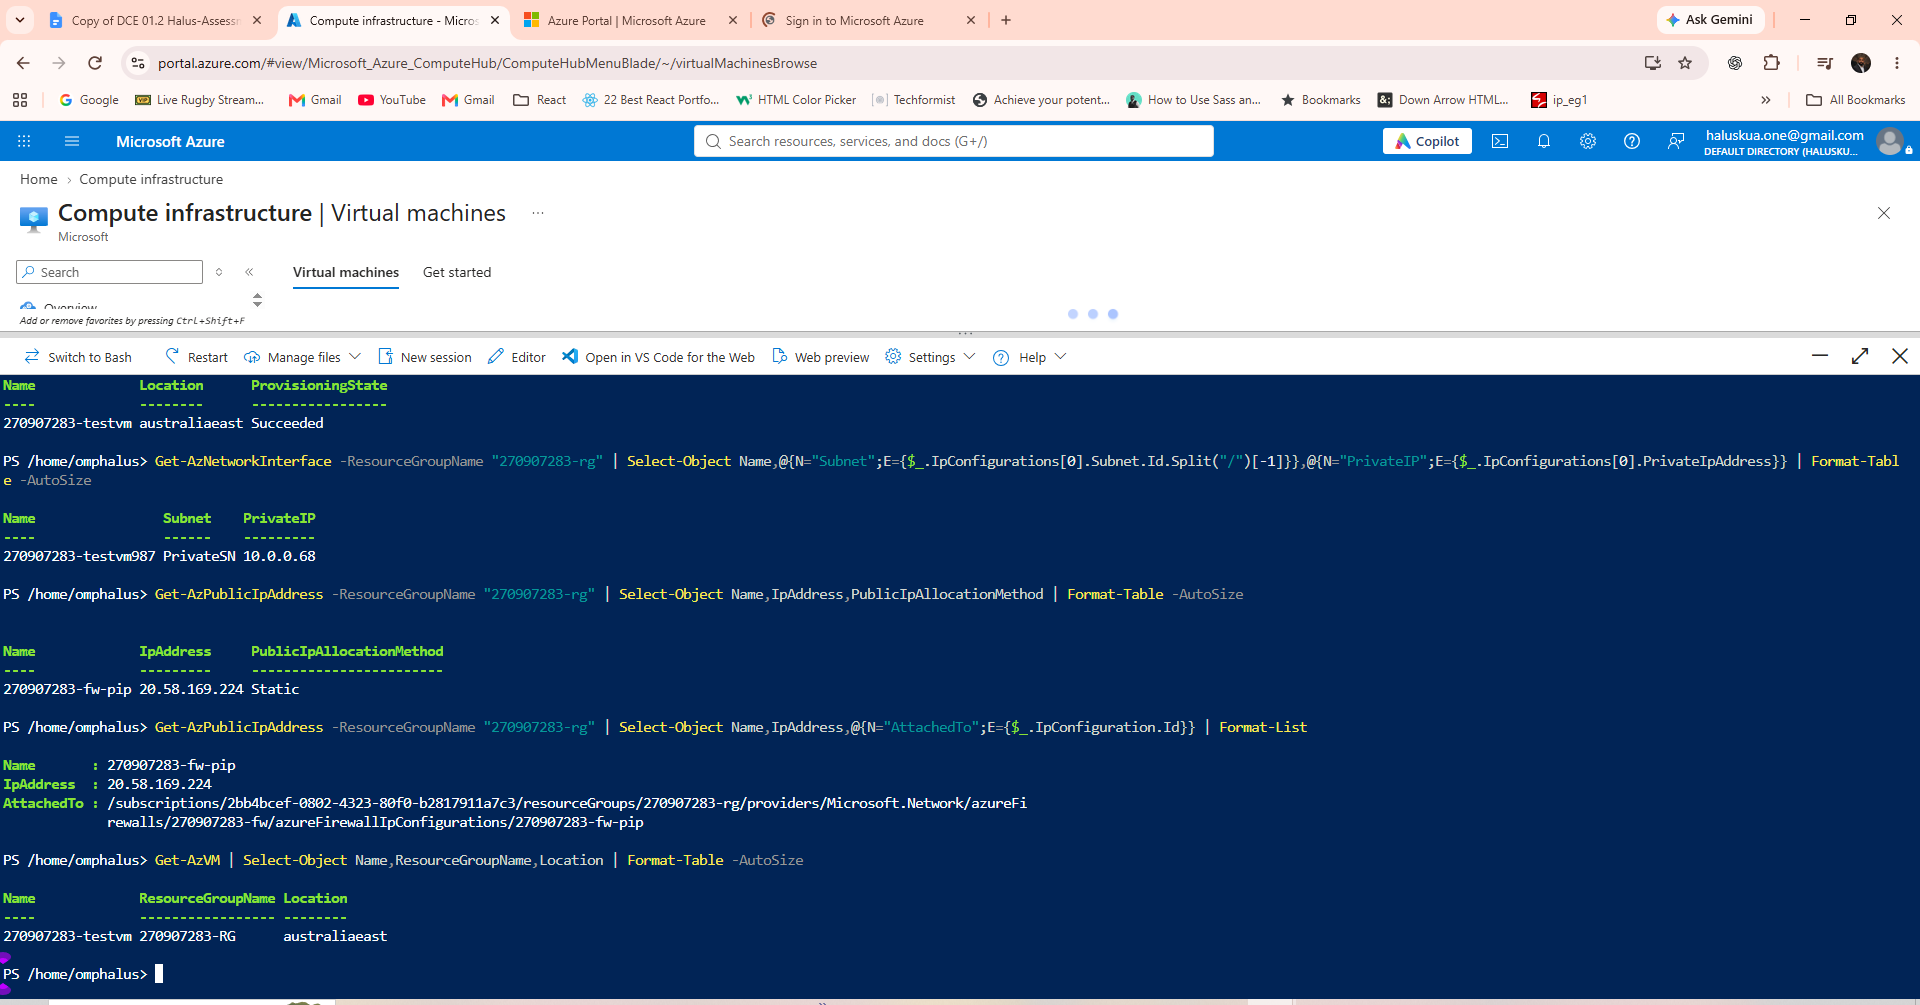 Copy of DCE 01.2 Halus-Assessm
Compute infrastructure - Micros
Azure Portal | Microsoft Azure
Sign in to Microsoft Azure
Ask Gemini
portal.azure.com/#view/Microsoft_Azure_ComputeHub/ComputeHubMenuBlade/~/virtualMachinesBrowse
Google
Live Rugby Stream...
Gmail
YouTube
Gmail
React
22 Best React Portfo...
HTML Color Picker
Techformist
Achieve your potent...
How to Use Sass an...
Bookmarks
Down Arrow HTML...
ip_eg1
All Bookmarks
Microsoft Azure
Search resources, services, and docs (G+/)
Copilot
haluskua.one@gmail.com
DEFAULT DIRECTORY (HALUSKU...
Home > Compute infrastructure
Compute infrastructure | Virtual machines ...
Microsoft
Search
Virtual machines
Get started
Overview
Add or remove favorites by pressing Ctrl+Shift+F
Switch to Bash
Restart
Manage files
New session
Editor
Open in VS Code for the Web
Web preview
Settings
Help
Name Location ProvisioningState
---- -------- -----------------
270907283-testvm australiaeast Succeeded
PS /home/omphalus> Get-AzNetworkInterface -ResourceGroupName "270907283-rg" | Select-Object Name,@{N="Subnet";E={$_.IpConfigurations[0].Subnet.Id.Split("/")[-1]}},@{N="PrivateIP";E={$_.IpConfigurations[0].PrivateIpAddress}} | Format-Tabl
e -AutoSize
Name Subnet PrivateIP
---- ------ ---------
270907283-testvm987 PrivateSN 10.0.0.68
PS /home/omphalus> Get-AzPublicIpAddress -ResourceGroupName "270907283-rg" | Select-Object Name,IpAddress,PublicIpAllocationMethod | Format-Table -AutoSize
Name IpAddress PublicIpAllocationMethod
---- --------- ------------------------
270907283-fw-pip 20.58.169.224 Static
PS /home/omphalus> Get-AzPublicIpAddress -ResourceGroupName "270907283-rg" | Select-Object Name,IpAddress,@{N="AttachedTo";E={$_.IpConfiguration.Id}} | Format-List
Name : 270907283-fw-pip
IpAddress : 20.58.169.224
AttachedTo : /subscriptions/2bb4bcef-0802-4323-80f0-b2817911a7c3/resourceGroups/270907283-rg/providers/Microsoft.Network/azureFi
rewalls/270907283-fw/azureFirewallIpConfigurations/270907283-fw-pip
PS /home/omphalus> Get-AzVM | Select-Object Name,ResourceGroupName,Location | Format-Table -AutoSize
Name ResourceGroupName Location
---- ----------------- --------
270907283-testvm 270907283-RG australiaeast
PS /home/omphalus>